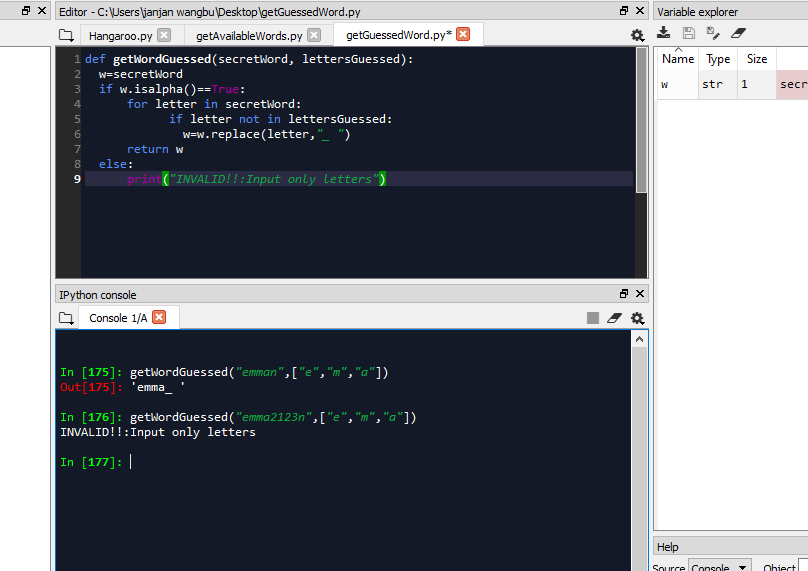 Editor - C:\Users\janjan wangbu\Desktop\getGuessedWord.py
Variable explorer
Hangaroo.py getAvailableWords.py getGuessedWord.py*
Name Type Size
w str 1 secr
1 def getWordGuessed(secretWord, lettersGuessed):
2 w=secretWord
3 if w.isalpha()==True:
4 for letter in secretWord:
5 if letter not in lettersGuessed:
6 w=w.replace(letter,"_ ")
7 return w
8 else:
9 print("INVALID!!:Input only letters")
IPython console
Console 1/A
In [175]: getWordGuessed("emman",["e","m","a"])
Out[175]: 'emma_ '
In [176]: getWordGuessed("emma2123n",["e","m","a"])
INVALID!!:Input only letters
In [177]:
Help
Source Console Object